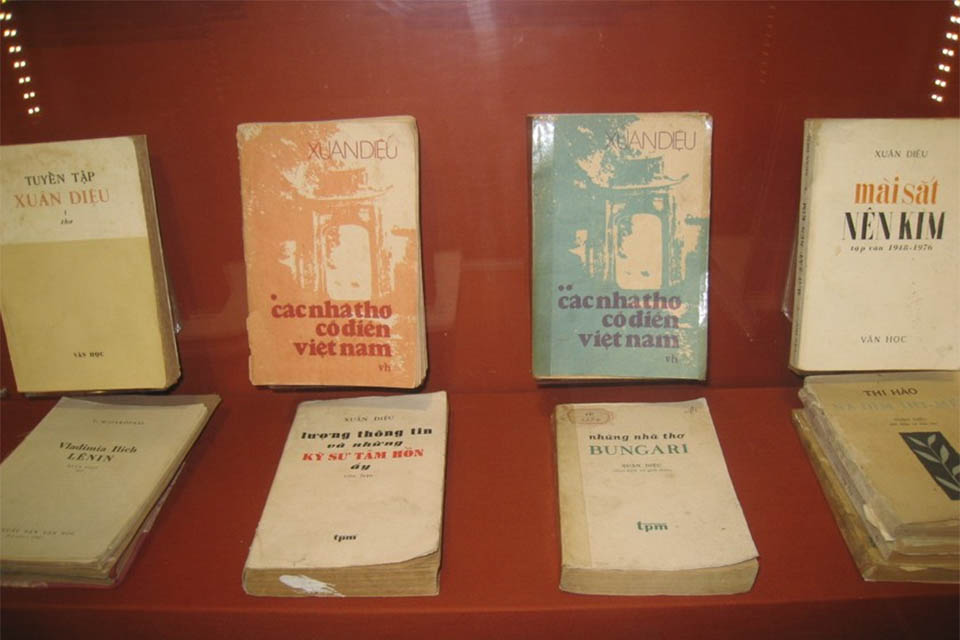 TUYỂN TẬP
XUÂN DIỆU
I
thơ
VĂN HỌC
XUÂN DIỆU
các nhà thơ
cổ điển
việt nam
vh
XUÂN DIỆU
các nhà thơ
cổ điển
việt nam
vh
XUÂN DIỆU
mài sắt
NÊN KIM
tập văn 1948-1976
VĂN HỌC
Vladimia Ilich
LÊNIN
XUÂN DIỆU
lượng thông tin
và những
KỸ SƯ TÂM HỒN
ấy
tpm
những nhà thơ
BUNGARI
XUÂN DIỆU
tpm
THI HÀO